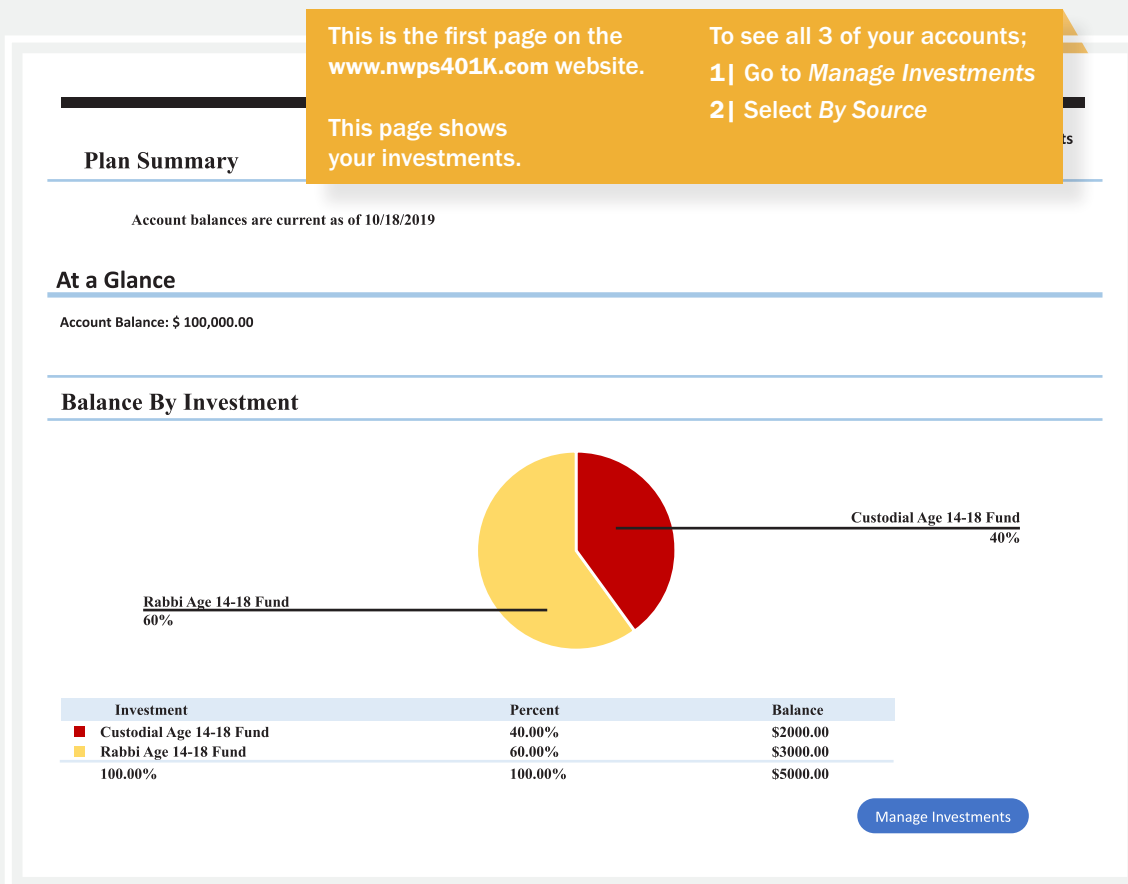 This is the first page on the
www.nwps401K.com website.
This page shows
your investments.
To see all 3 of your accounts;
1| Go to Manage Investments
2| Select By Source
Plan Summary
Account balances are current as of 10/18/2019
At a Glance
Account Balance: $ 100,000.00
Balance By Investment
Custodial Age 14-18 Fund
40%
Rabbi Age 14-18 Fund
60%
Investment Percent Balance
Custodial Age 14-18 Fund 40.00% $2000.00
Rabbi Age 14-18 Fund 60.00% $3000.00
100.00% 100.00% $5000.00
Manage Investments